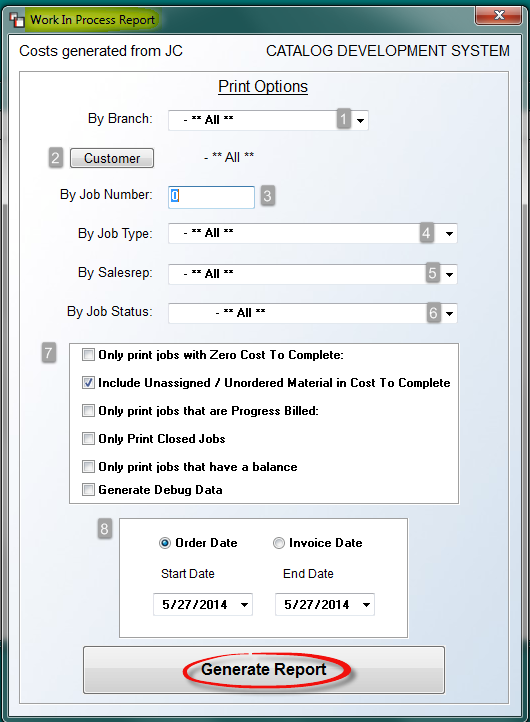 Work In Process Report
Costs generated from JC CATALOG DEVELOPMENT SYSTEM
Print Options
By Branch: - ** All ** 1
2 Customer - ** All **
By Job Number: 0 3
By Job Type: - ** All ** 4
By Salesrep: - ** All ** 5
By Job Status: - ** All ** 6
7 Only print jobs with Zero Cost To Complete:
Include Unassigned / Unordered Material in Cost To Complete
Only print jobs that are Progress Billed:
Only Print Closed Jobs
Only print jobs that have a balance
Generate Debug Data
8
Order Date Invoice Date
Start Date End Date
5/27/2014 5/27/2014
Generate Report